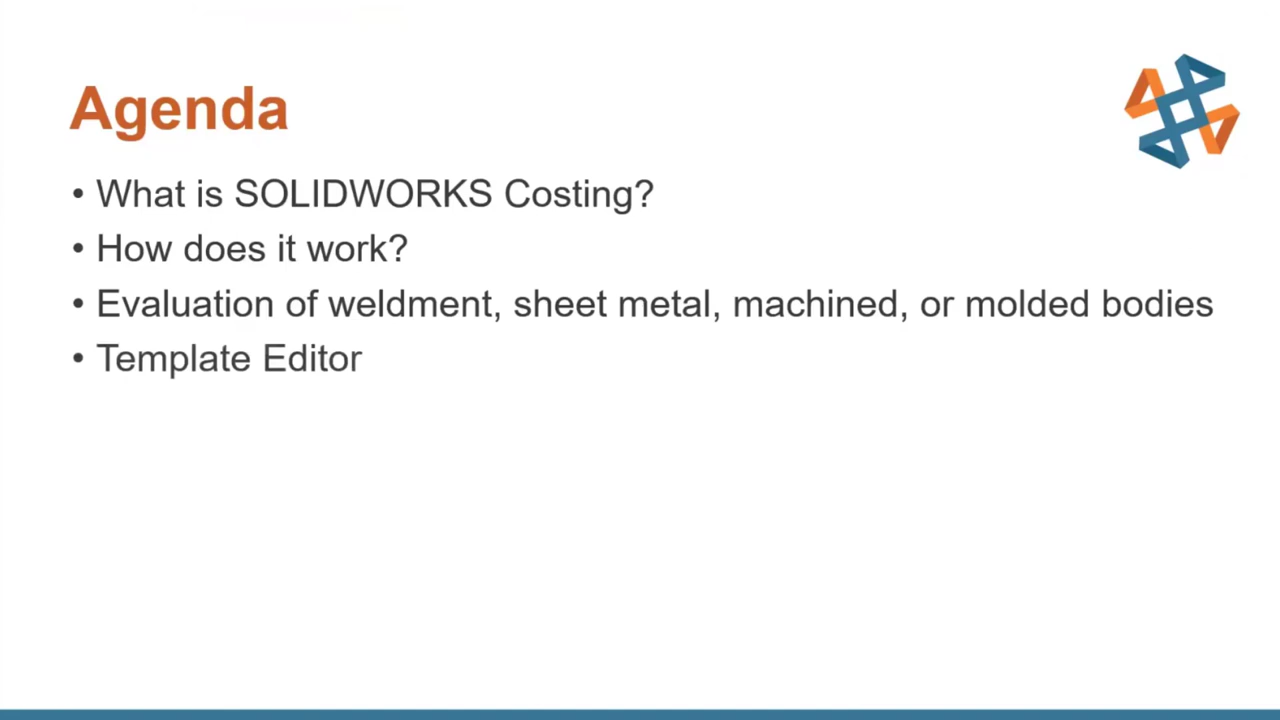 Agenda
• What is SOLIDWORKS Costing?
• How does it work?
• Evaluation of weldment, sheet metal, machined, or molded bodies
• Template Editor